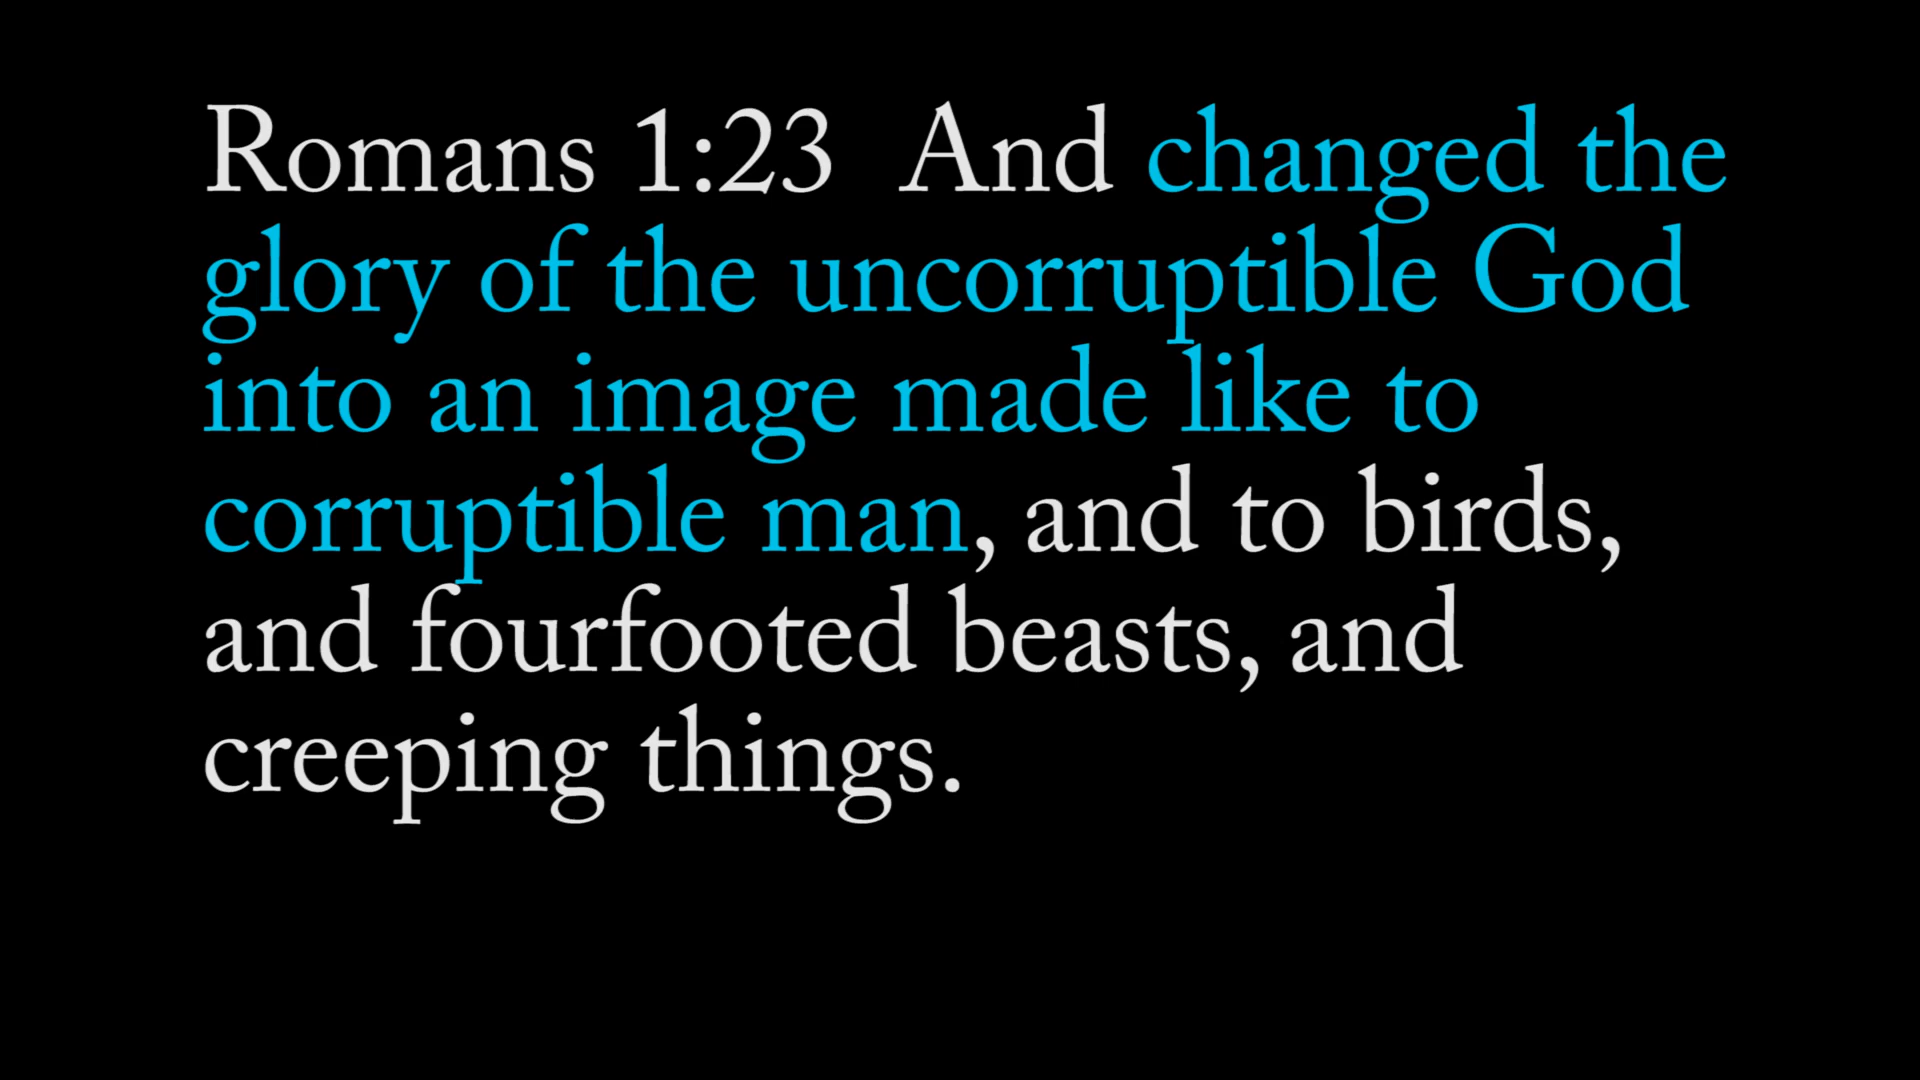 Romans 1:23  And changed the
glory of the uncorruptible God
into an image made like to
corruptible man, and to birds,
and fourfooted beasts, and
creeping things.